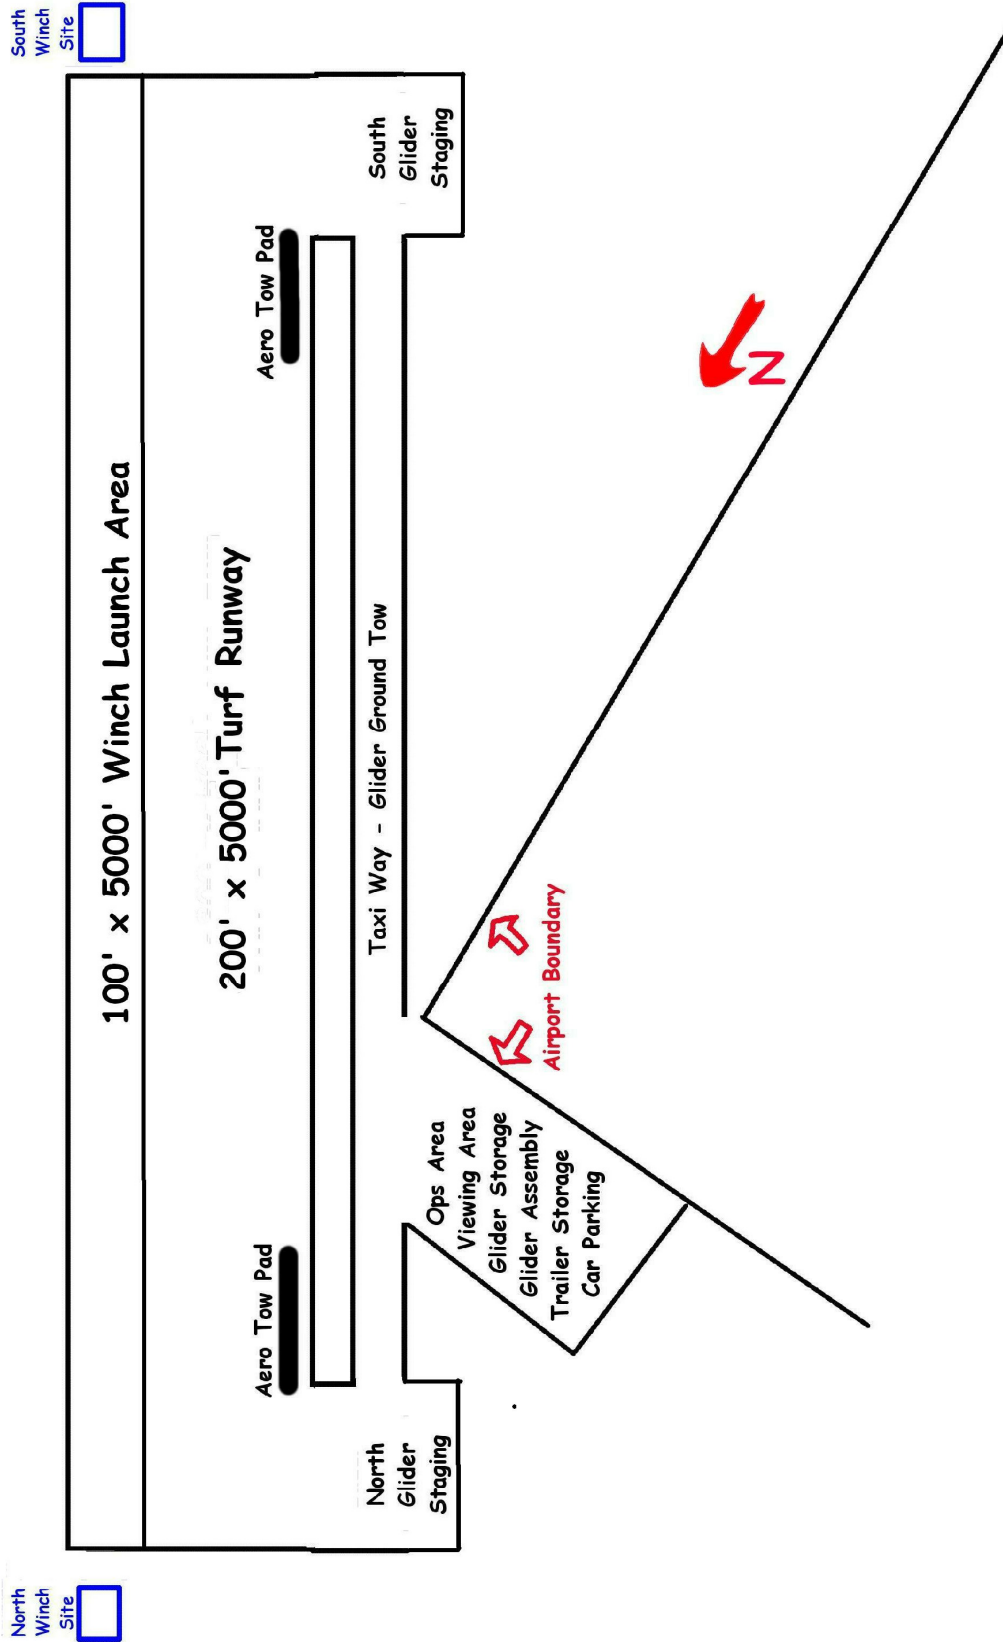 South
Winch
Site
100' x 5000' Winch Launch Area
200' x 5000' Turf Runway
Aero Tow Pad
Aero Tow Pad
South
Glider
Staging
Taxi Way - Glider Ground Tow
N
Airport Boundary
Ops Area
Viewing Area
Glider Storage
Glider Assembly
Trailer Storage
Car Parking
North
Glider
Staging
North
Winch
Site